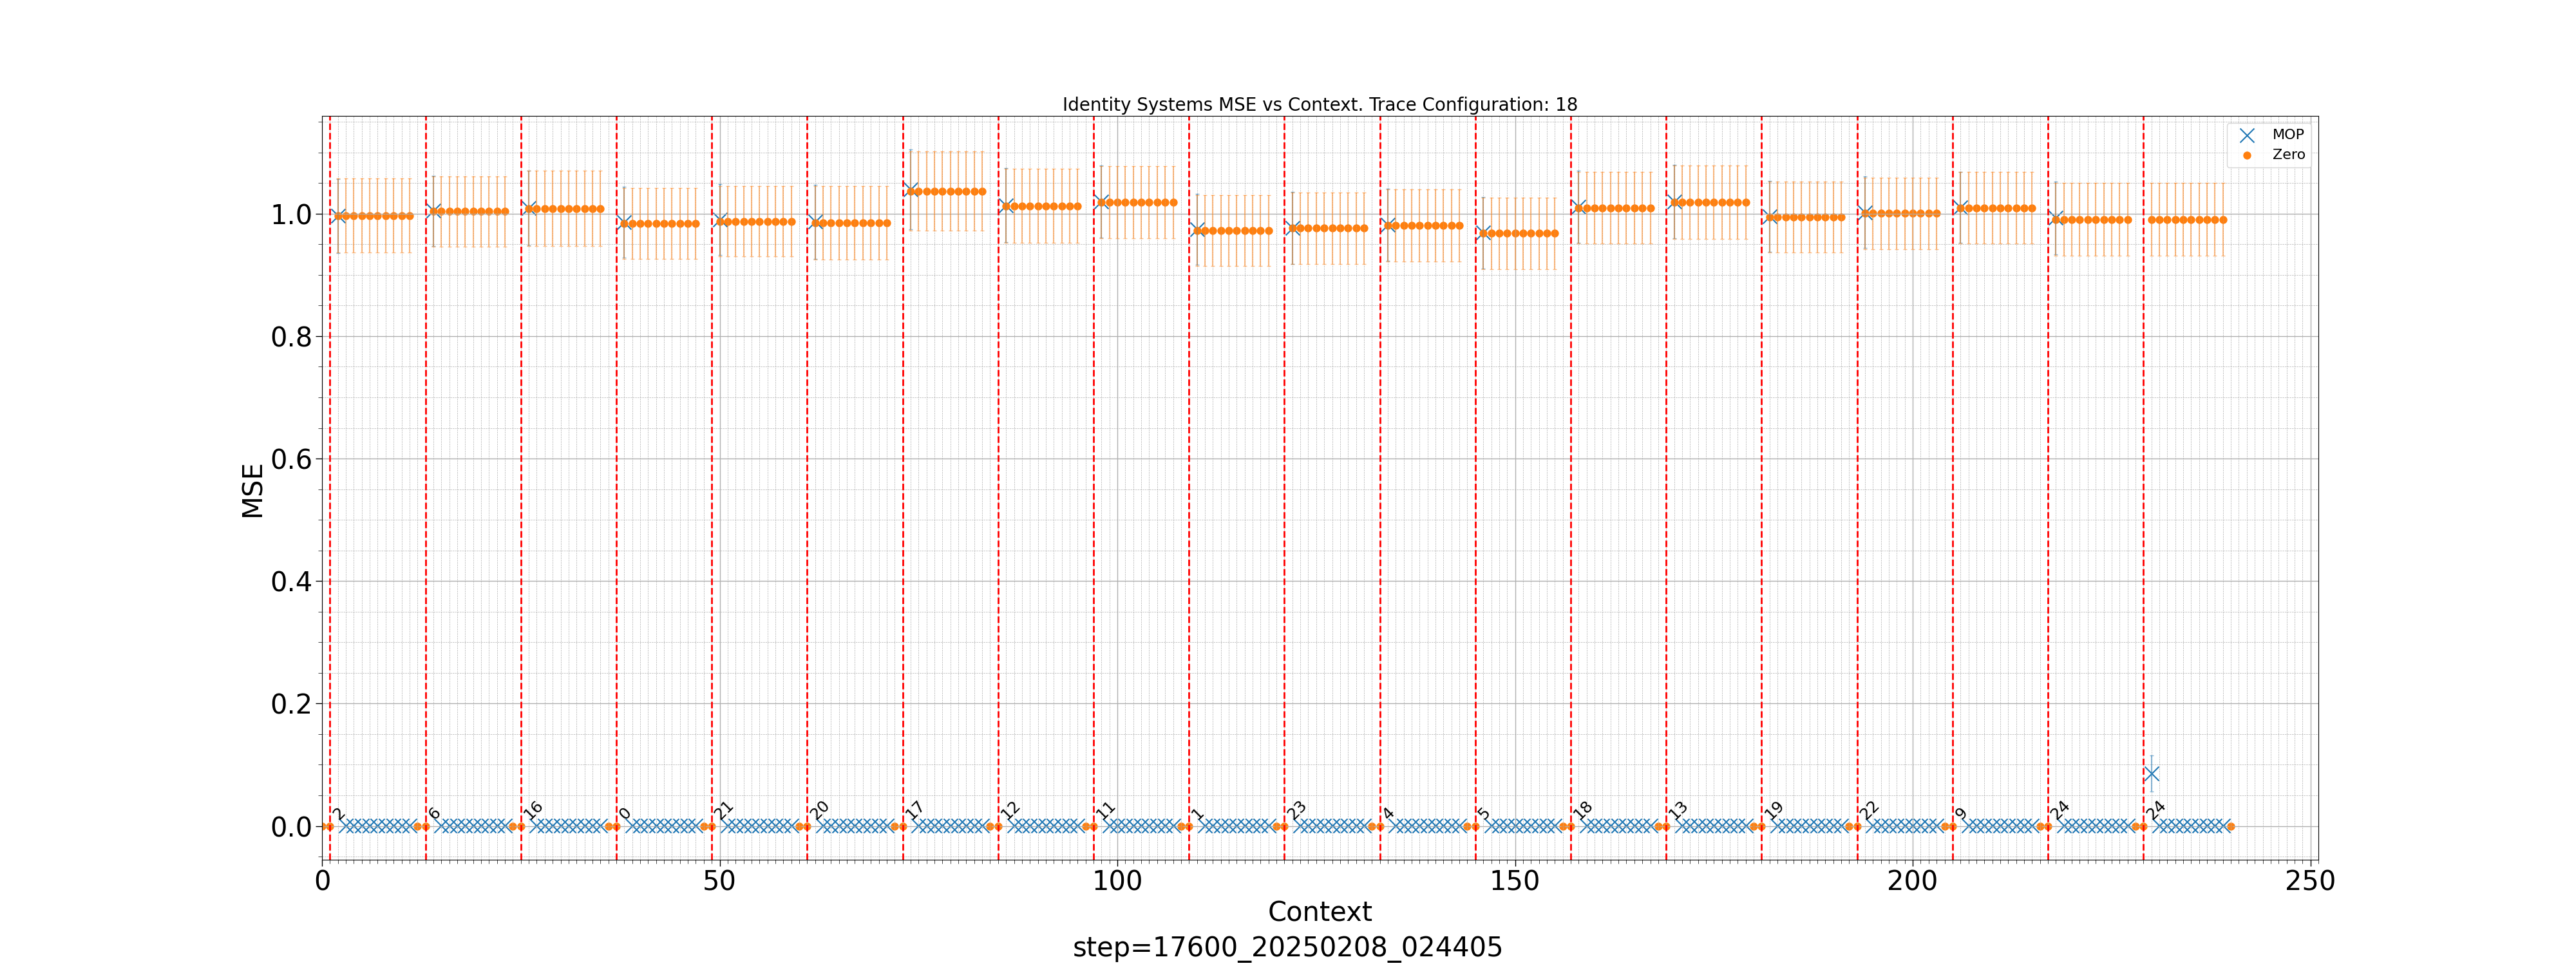 Identity Systems MSE vs Context. Trace Configuration: 18
MOP
Zero
1.0
0.8
0.6
0.4
0.2
0.0
MSE
2 6 16 0 21 20 17 12 11 1 23 4 5 18 13 19 22 9 24 24
0 50 100 150 200 250
Context
step=17600_20250208_024405